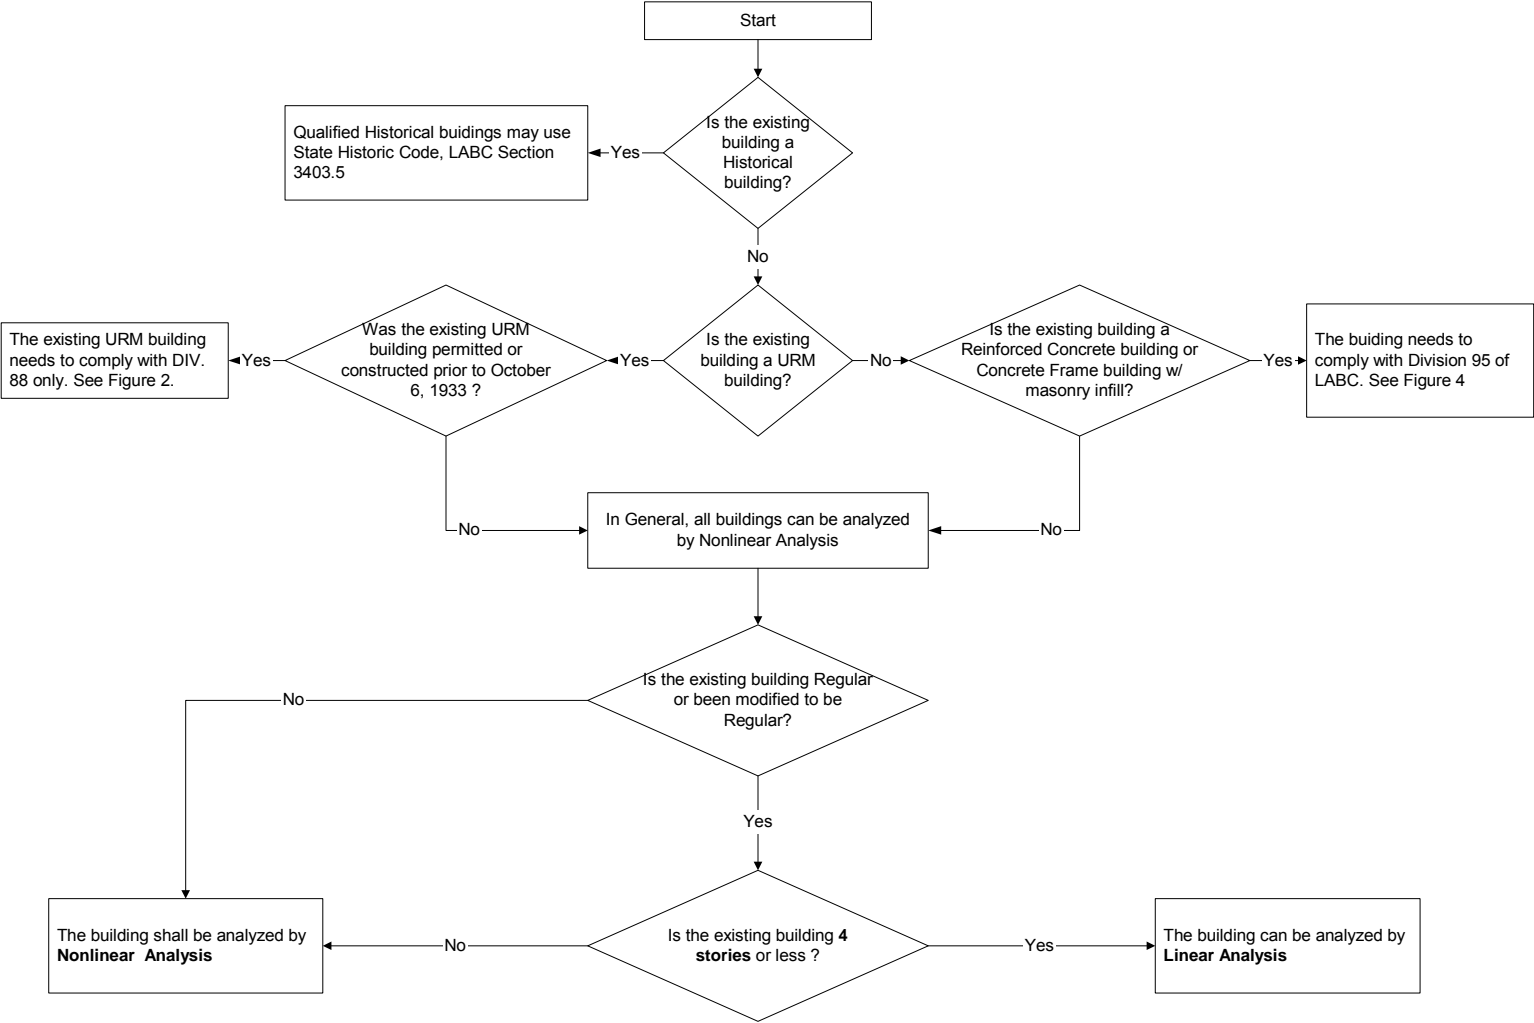 Start
Is the existing
building a
Historical
building?
Yes
Qualified Historical buidings may use
State Historic Code, LABC Section
3403.5
No
Is the existing
building a URM
building?
Yes
Was the existing URM
building permitted or
constructed prior to October
6, 1933 ?
Yes
The existing URM building
needs to comply with DIV.
88 only. See Figure 2.
No
Is the existing building a
Reinforced Concrete building or
Concrete Frame building w/
masonry infill?
Yes
The buiding needs to
comply with Division 95 of
LABC. See Figure 4
No
In General, all buildings can be analyzed
by Nonlinear Analysis
No
Is the existing building Regular
or been modified to be
Regular?
No
Yes
Is the existing building 4
stories or less ?
No
The building shall be analyzed by
Nonlinear Analysis
Yes
The building can be analyzed by
Linear Analysis